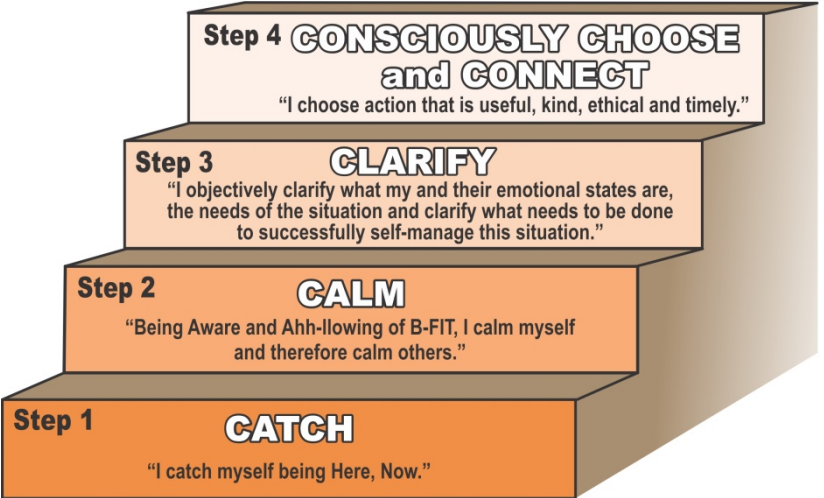 Step 4 CONSCIOUSLY CHOOSE
and CONNECT
“I choose action that is useful, kind, ethical and timely.”
Step 3 CLARIFY
“I objectively clarify what my and their emotional states are,
the needs of the situation and clarify what needs to be done
to successfully self-manage this situation.”
Step 2 CALM
“Being Aware and Ahh-llowing of B-FIT, I calm myself
and therefore calm others.”
Step 1 CATCH
“I catch myself being Here, Now.”